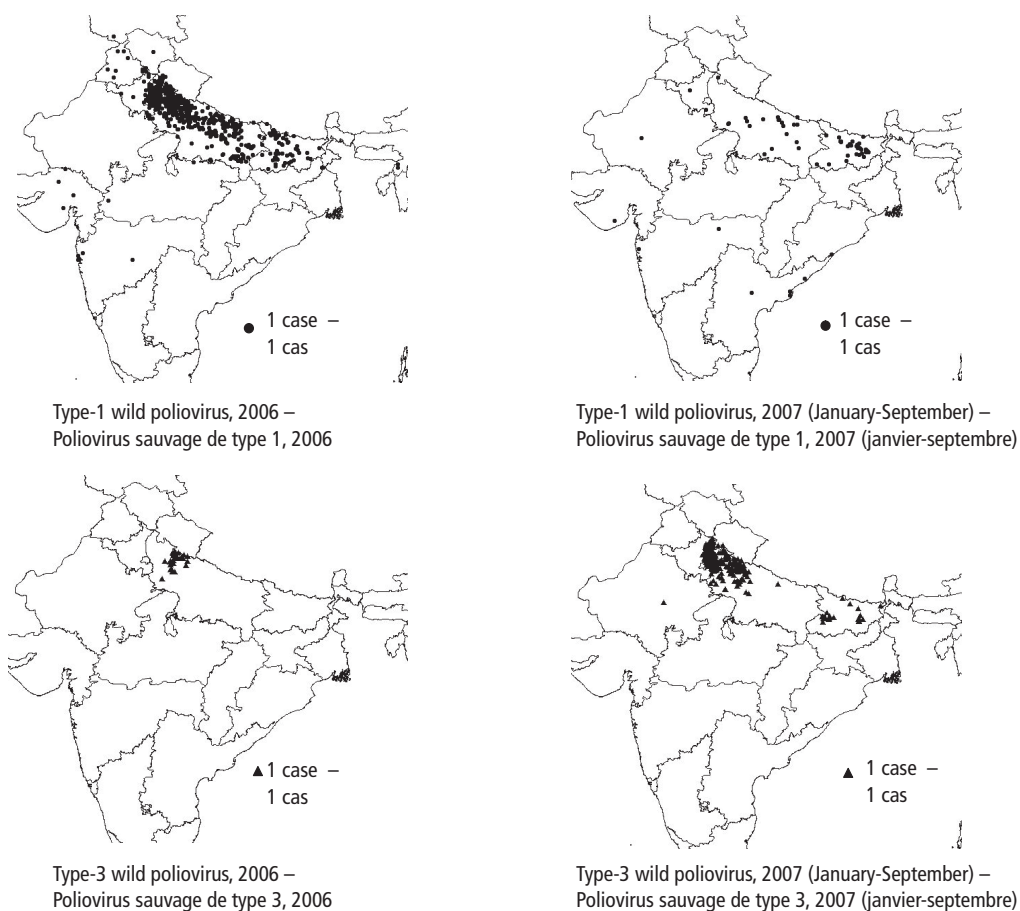 1 case –
1 cas
Type-1 wild poliovirus, 2006 –
Poliovirus sauvage de type 1, 2006
1 case –
1 cas
Type-1 wild poliovirus, 2007 (January-September) –
Poliovirus sauvage de type 1, 2007 (janvier-septembre)
1 case –
1 cas
Type-3 wild poliovirus, 2006 –
Poliovirus sauvage de type 3, 2006
1 case –
1 cas
Type-3 wild poliovirus, 2007 (January-September) –
Poliovirus sauvage de type 3, 2007 (janvier-septembre)